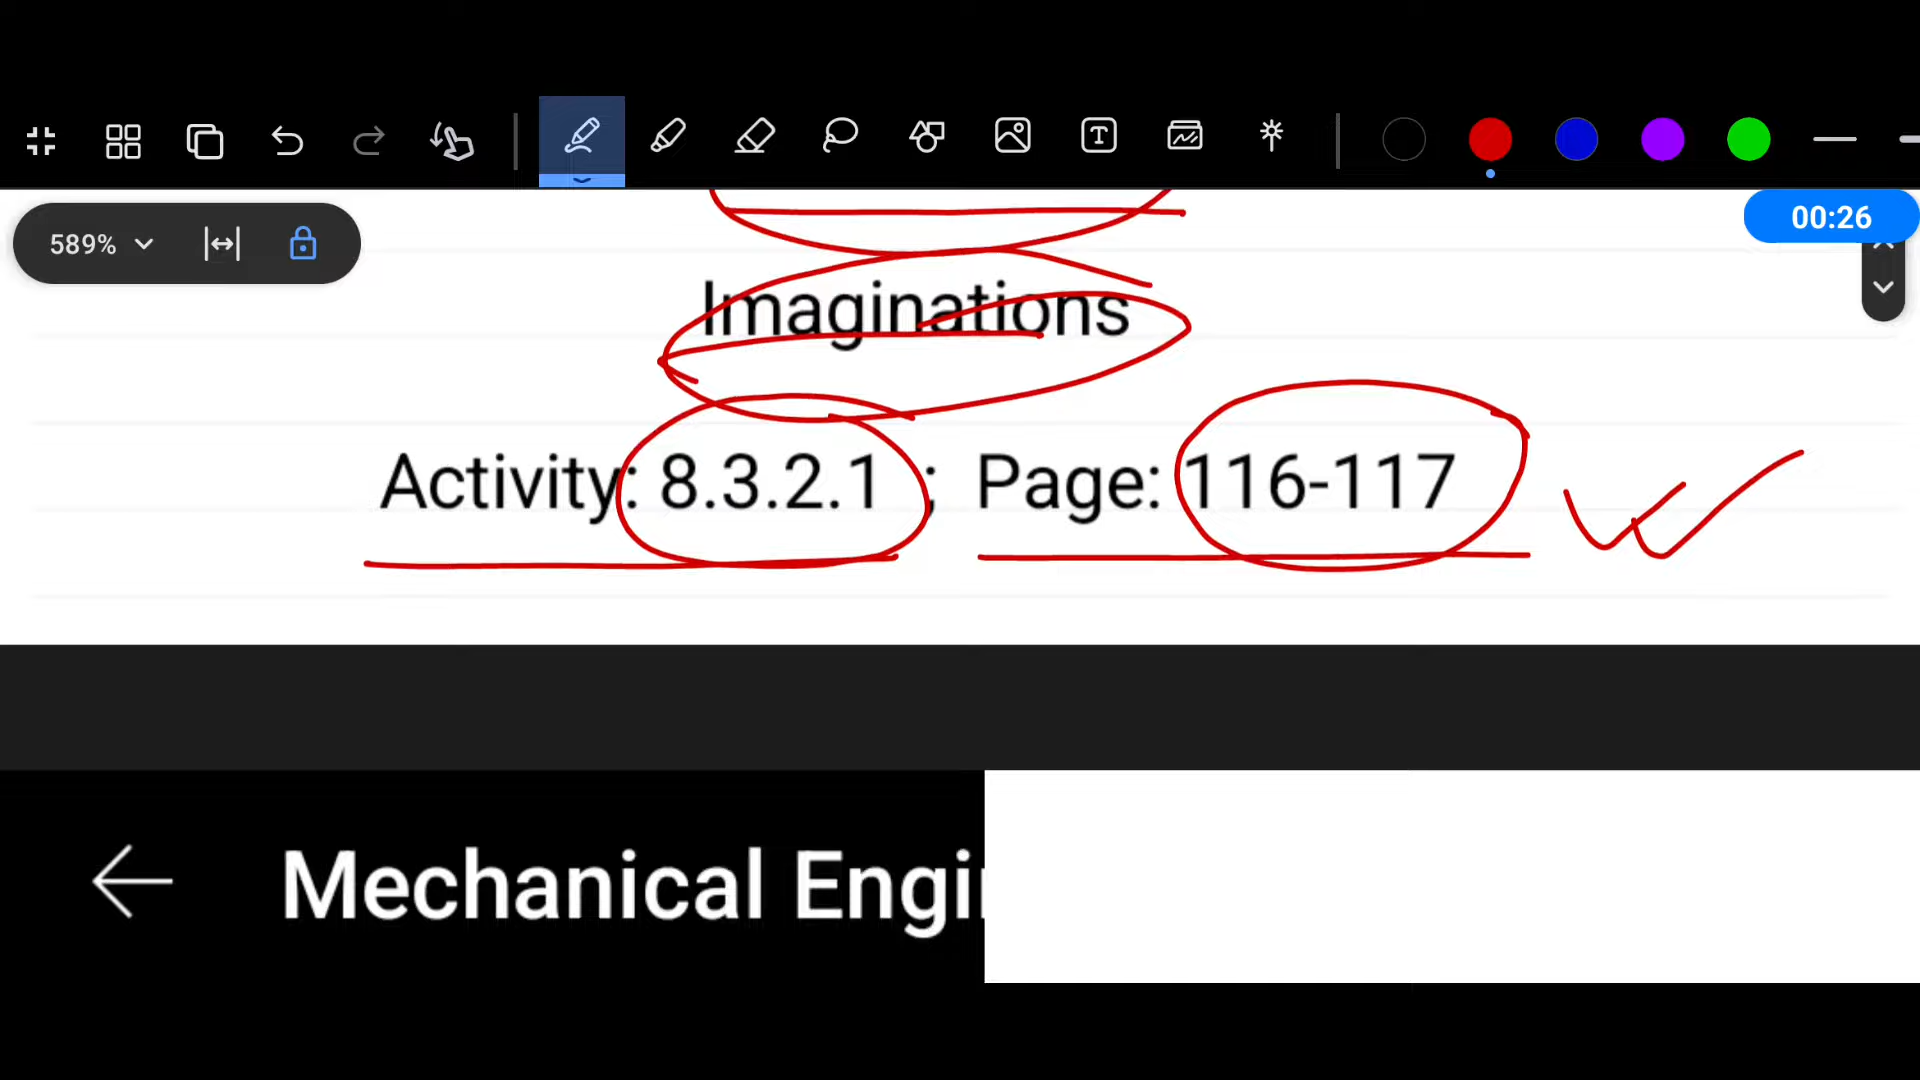 589%
00:26
Imaginations
Activity: 8.3.2.1 ; Page: 116-117
Mechanical Engi